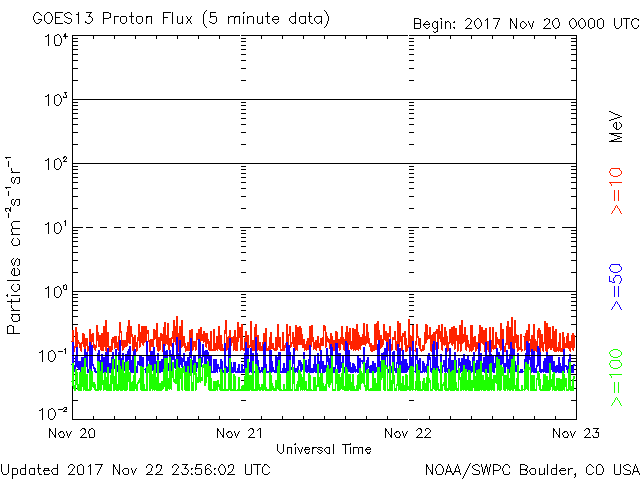 GOES13 Proton Flux (5 minute data)
Begin: 2017 Nov 20 0000 UTC
Particles cm⁻²s⁻¹sr⁻¹
10⁴
10³
10²
10¹
10⁰
10⁻¹
10⁻²
MeV
>=10
>=50
>=100
Nov 20
Nov 21
Nov 22
Nov 23
Universal Time
Updated 2017 Nov 22 23:56:02 UTC
NOAA/SWPC Boulder, CO USA